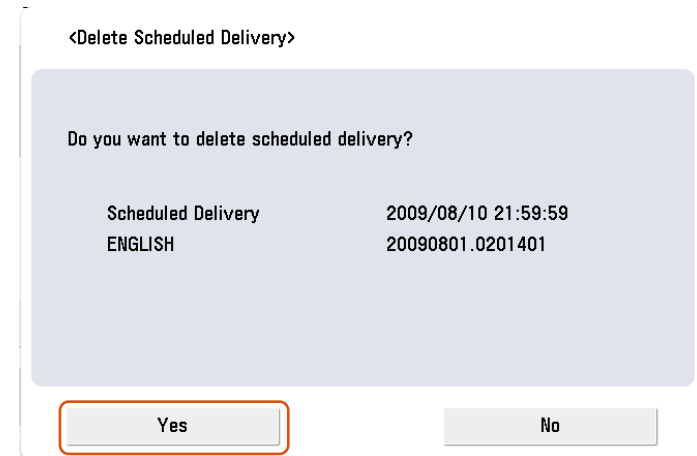 <Delete Scheduled Delivery>
Do you want to delete scheduled delivery?
Scheduled Delivery 2009/08/10 21:59:59
ENGLISH 20090801.0201401
Yes No